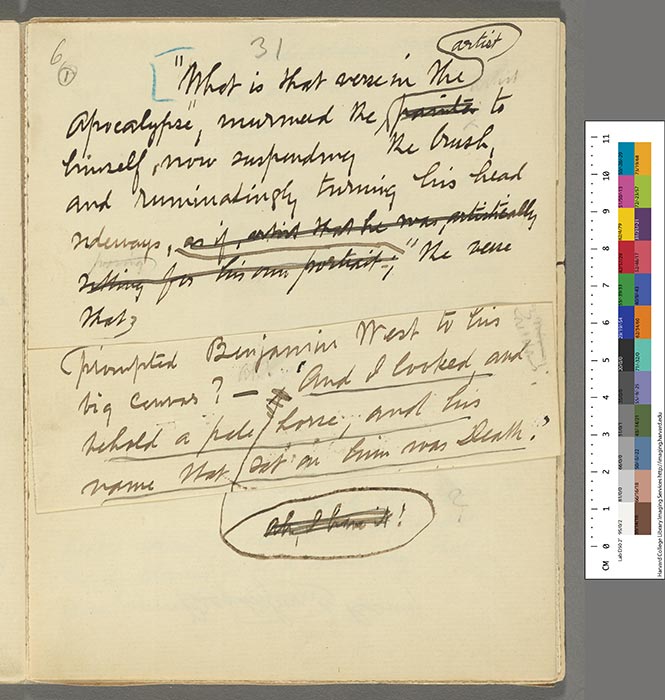 6
1
31
artist
"What is that verse in the
Apocalypse", murmured the painter to
himself, now suspending the brush,
and ruminatingly turning his head
sideways, as if, artist that he was, artistically
sitting for his own portrait; "the verse
that
prompted Benjamin West to his
big canvas? — 'And I looked and
behold a pale horse, and his
name that sat on him was Death.'"
Ah, I have it!
CM 0 1 2 3 4 5 6 7 8 9 10 11
Harvard College Library Imaging Services http://imaging.harvard.edu